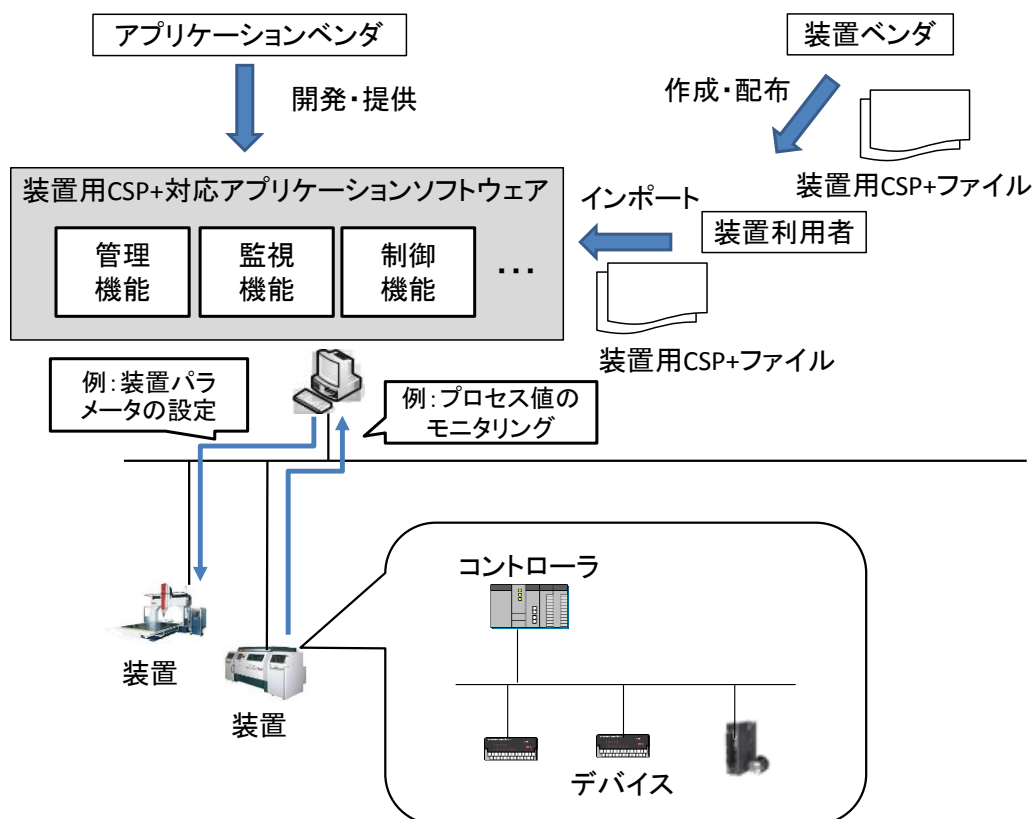 アプリケーションベンダ
装置ベンダ
開発・提供
作成・配布
装置用CSP+ファイル
装置用CSP+対応アプリケーションソフトウェア
インポート
装置利用者
管理
機能
監視
機能
制御
機能
・・・
装置用CSP+ファイル
例:装置パラ
メータの設定
例:プロセス値の
モニタリング
コントローラ
装置
装置
デバイス